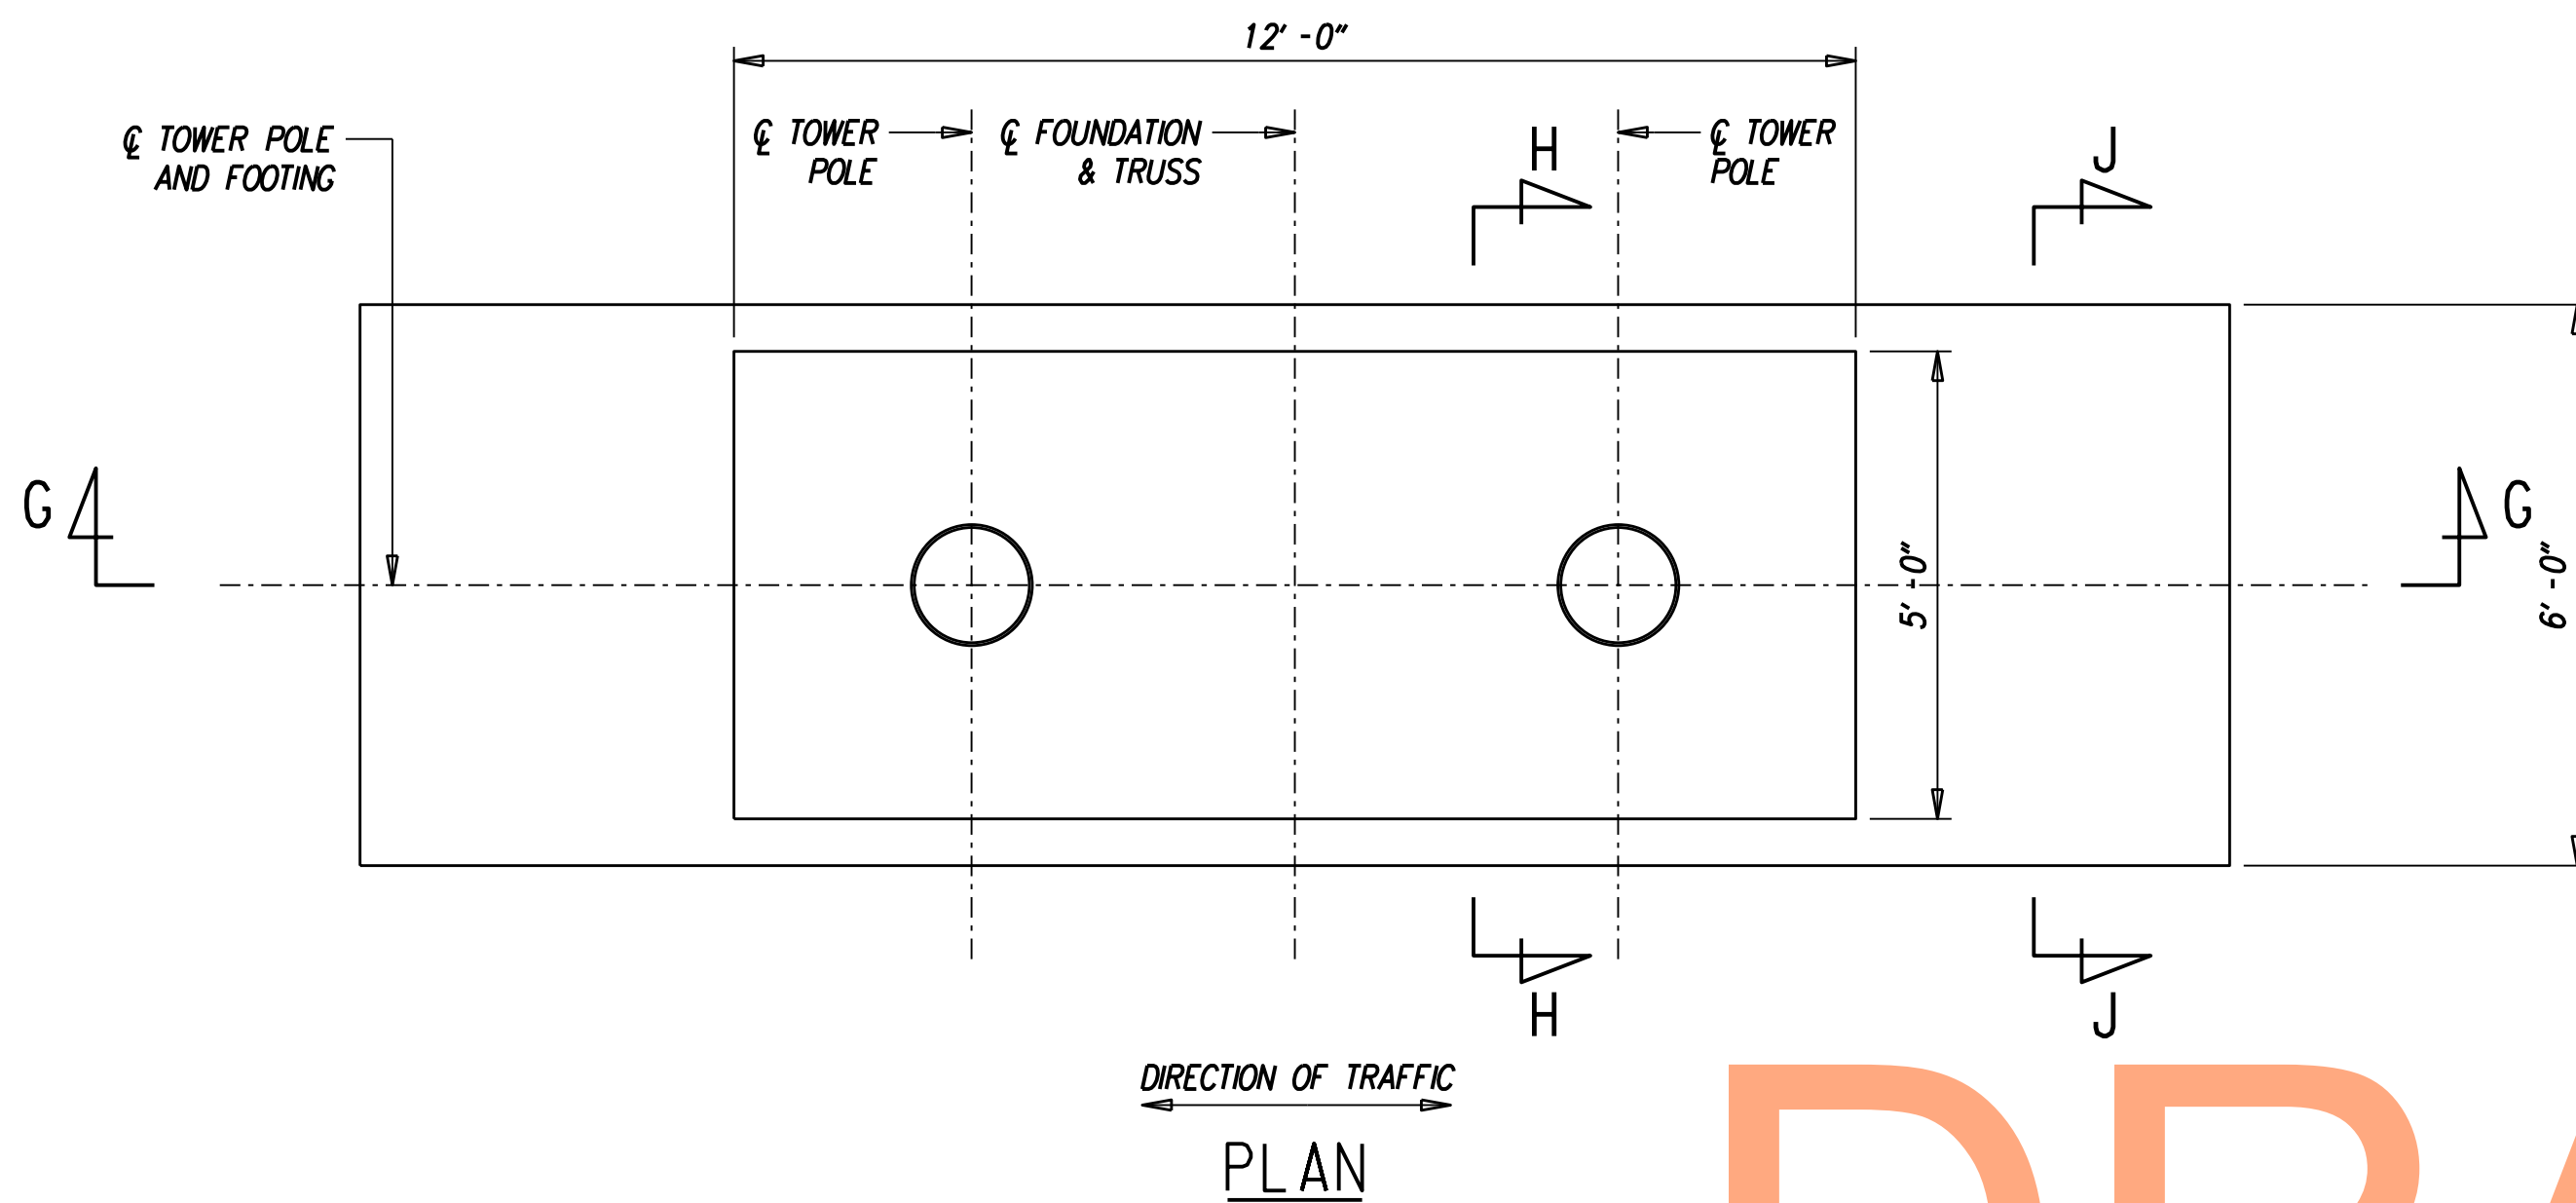 12'-0"
℄ TOWER POLE
AND FOOTING
℄ TOWER
POLE
℄ FOUNDATION
& TRUSS
℄ TOWER
POLE
H
J
G
G
5'-0"
6'-0"
H
J
DIRECTION OF TRAFFIC
PLAN